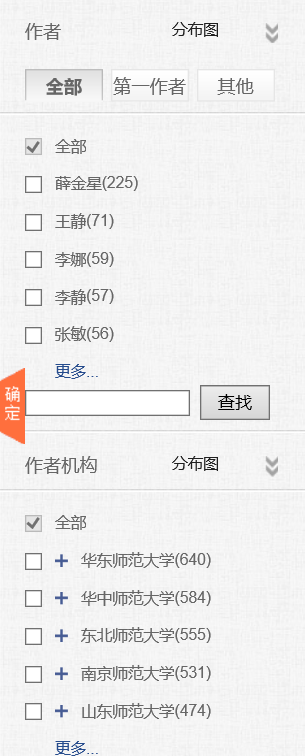 作者 分布图
全部 第一作者 其他
全部
薛金星(225)
王静(71)
李娜(59)
李静(57)
张敏(56)
更多...
确定
查找
作者机构 分布图
全部
华东师范大学(640)
华中师范大学(584)
东北师范大学(555)
南京师范大学(531)
山东师范大学(474)
更多...